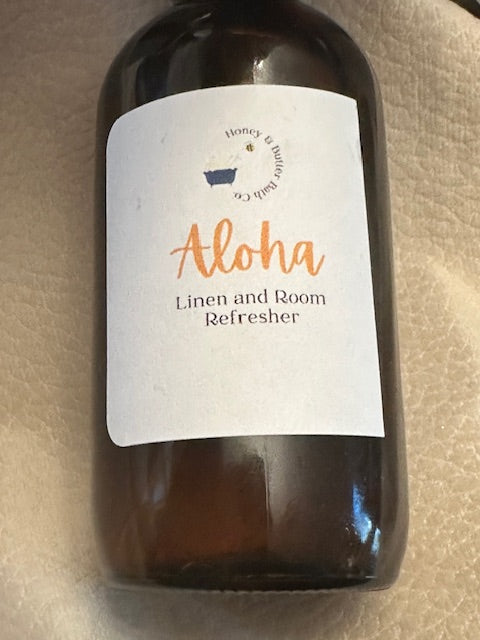 Honey & Butter Bath Co.
Aloha
Linen and Room
Refresher